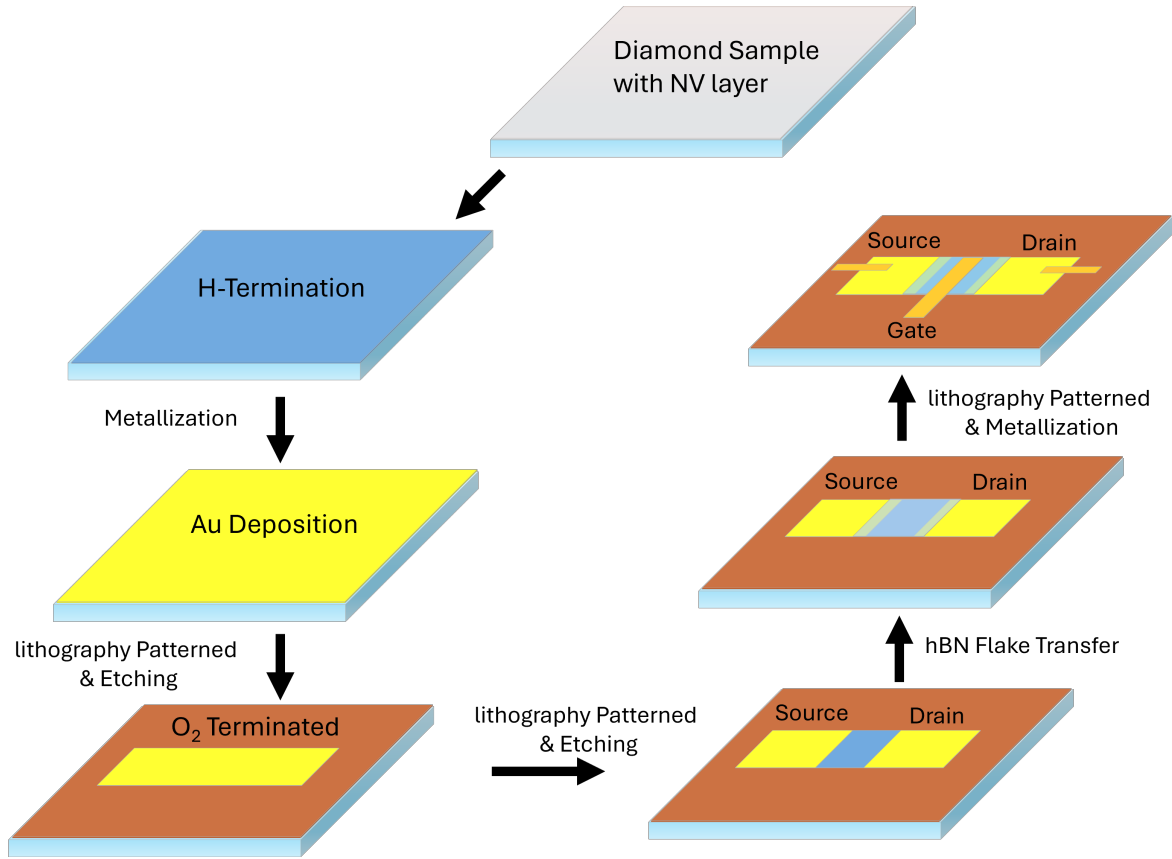 Diamond Sample
with NV layer
H-Termination
Metallization
Au Deposition
lithography Patterned
& Etching
O₂ Terminated
lithography Patterned
& Etching
Source
Drain
hBN Flake Transfer
Source
Drain
lithography Patterned
& Metallization
Source
Drain
Gate